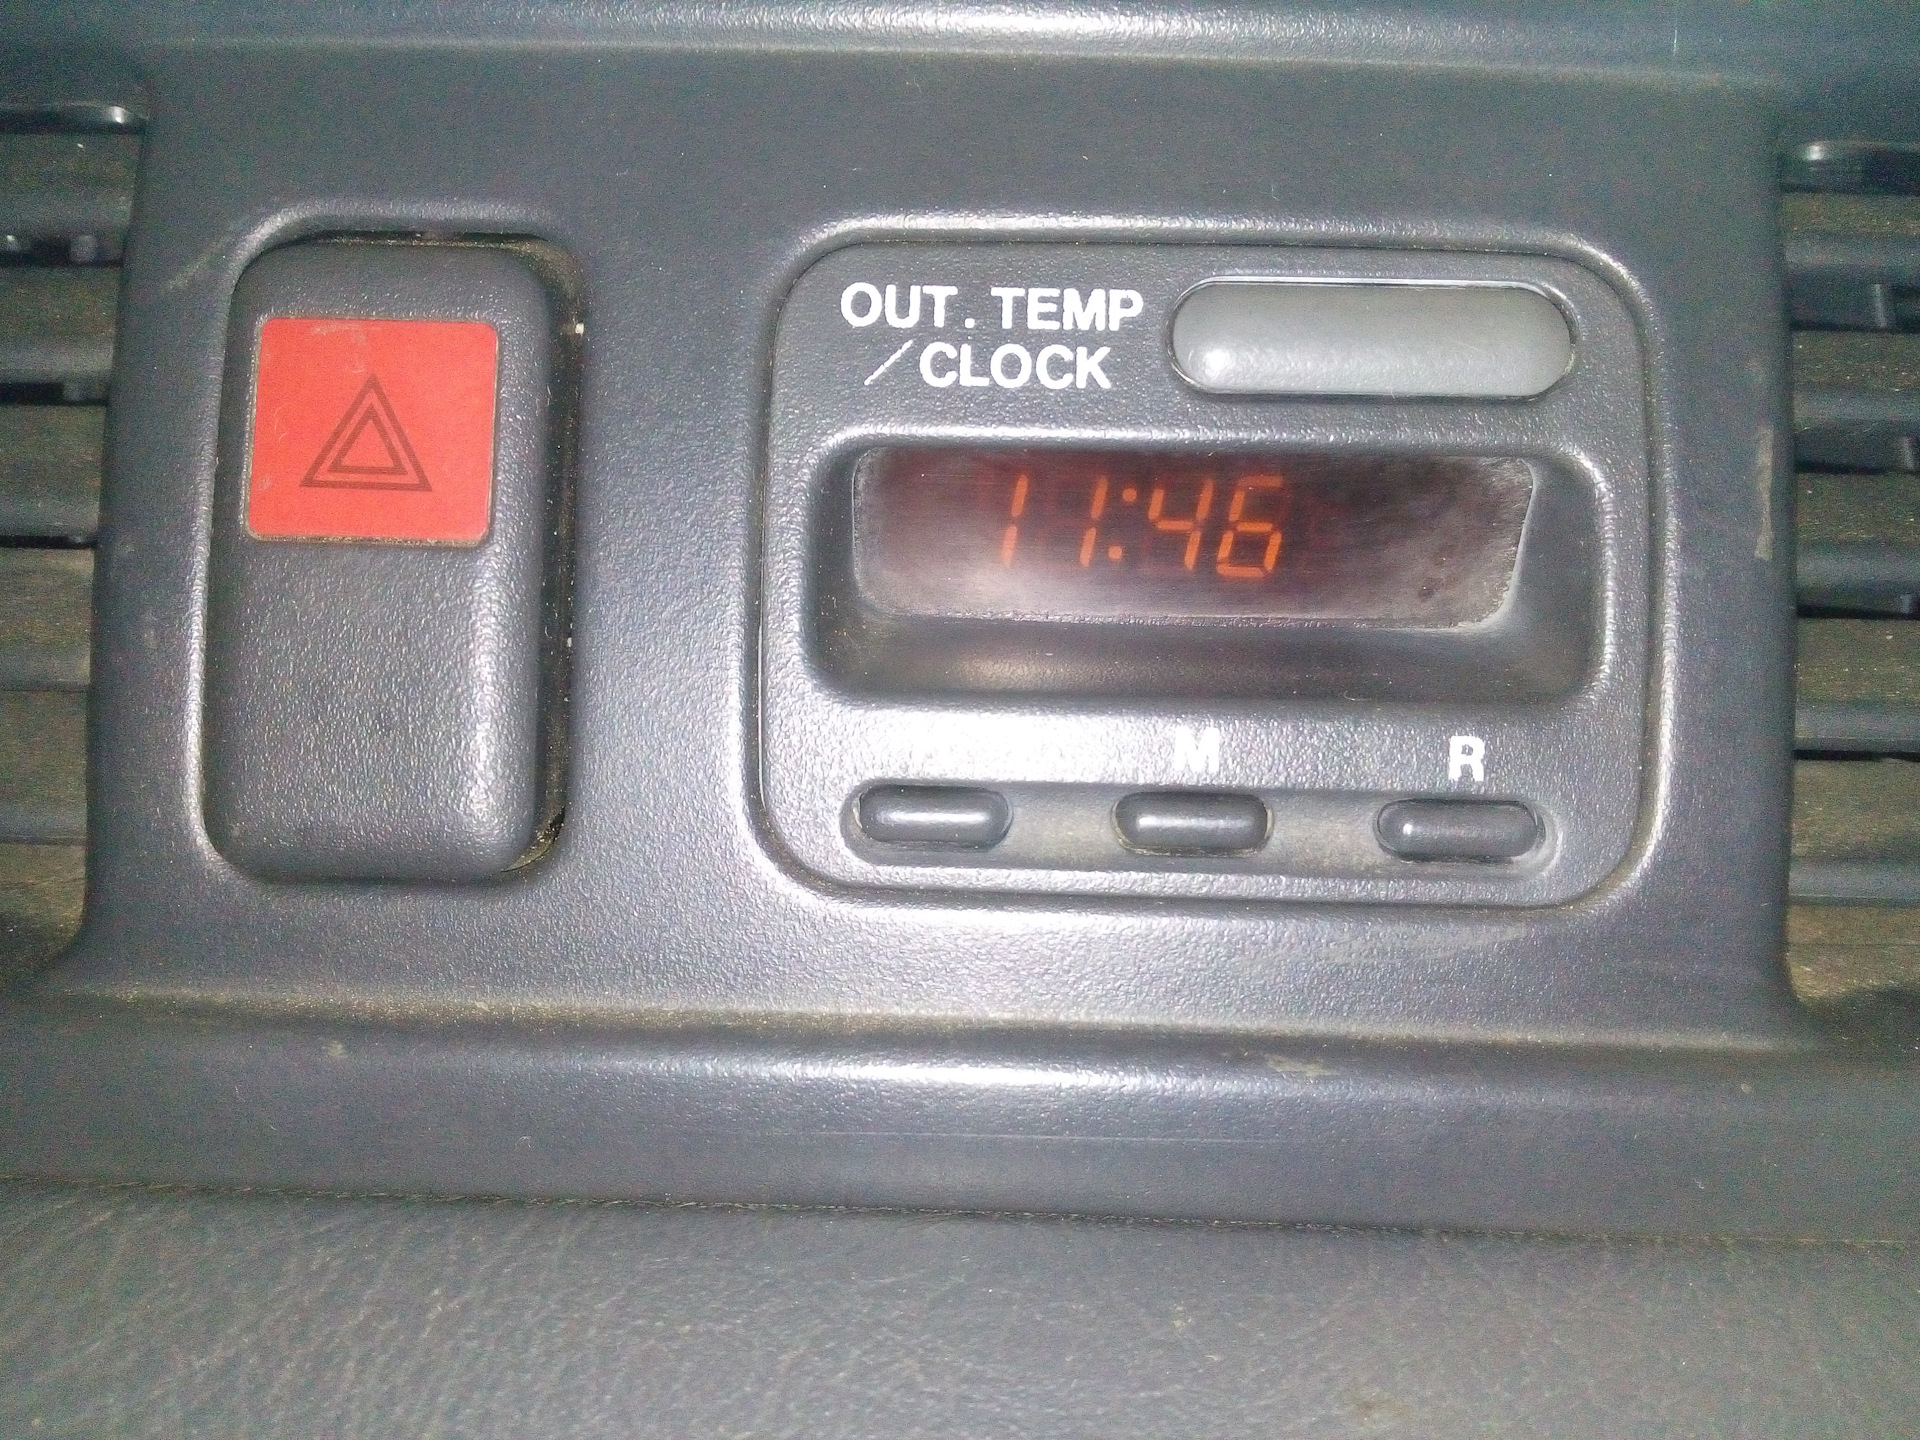 OUT. TEMP
/CLOCK
11:46
M R